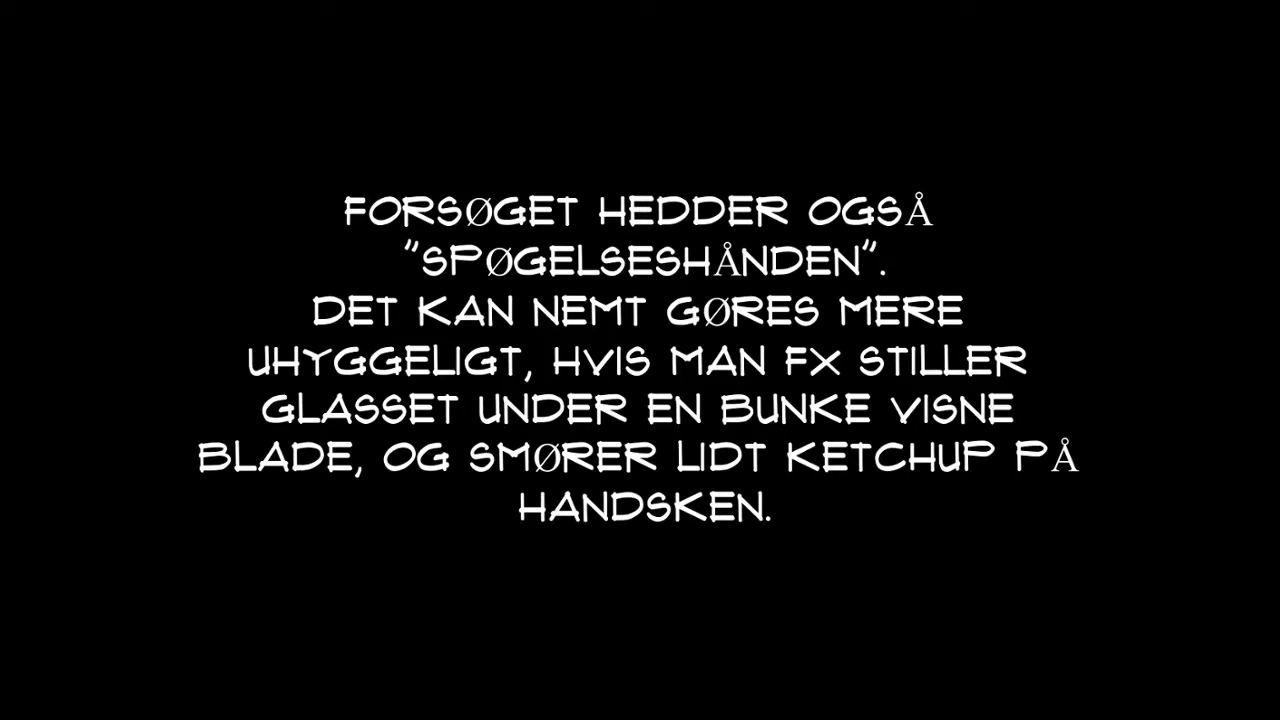 FORSØGET HEDDER OGSÅ
"SPØGELSESHÅNDEN".
DET KAN NEMT GØRES MERE
UHYGGELIGT, HVIS MAN FX STILLER
GLASSET UNDER EN BUNKE VISNE
BLADE, OG SMØRER LIDT KETCHUP PÅ
HANDSKEN.